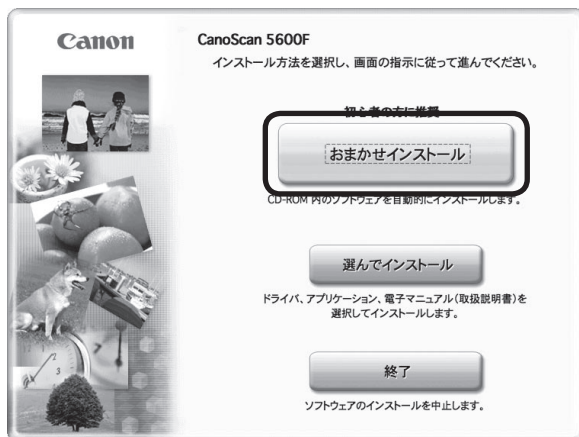 Canon
CanoScan 5600F
インストール方法を選択し、画面の指示に従って進んでください。
初心者の方に推奨
おまかせインストール
CD-ROM 内のソフトウェアを自動的にインストールします。
選んでインストール
ドライバ、アプリケーション、電子マニュアル（取扱説明書）を
選択してインストールします。
終了
ソフトウェアのインストールを中止します。